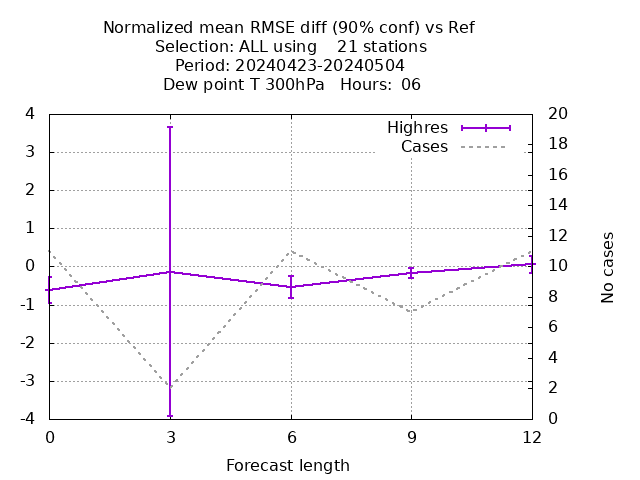 Normalized mean RMSE diff (90% conf) vs Ref
Selection: ALL using    21 stations
Period: 20240423-20240504
Dew point T 300hPa   Hours:  06
Highres
Cases
4
3
2
1
0
-1
-2
-3
-4
20
18
16
14
12
10
8
6
4
2
0
No cases
0 3 6 9 12
Forecast length